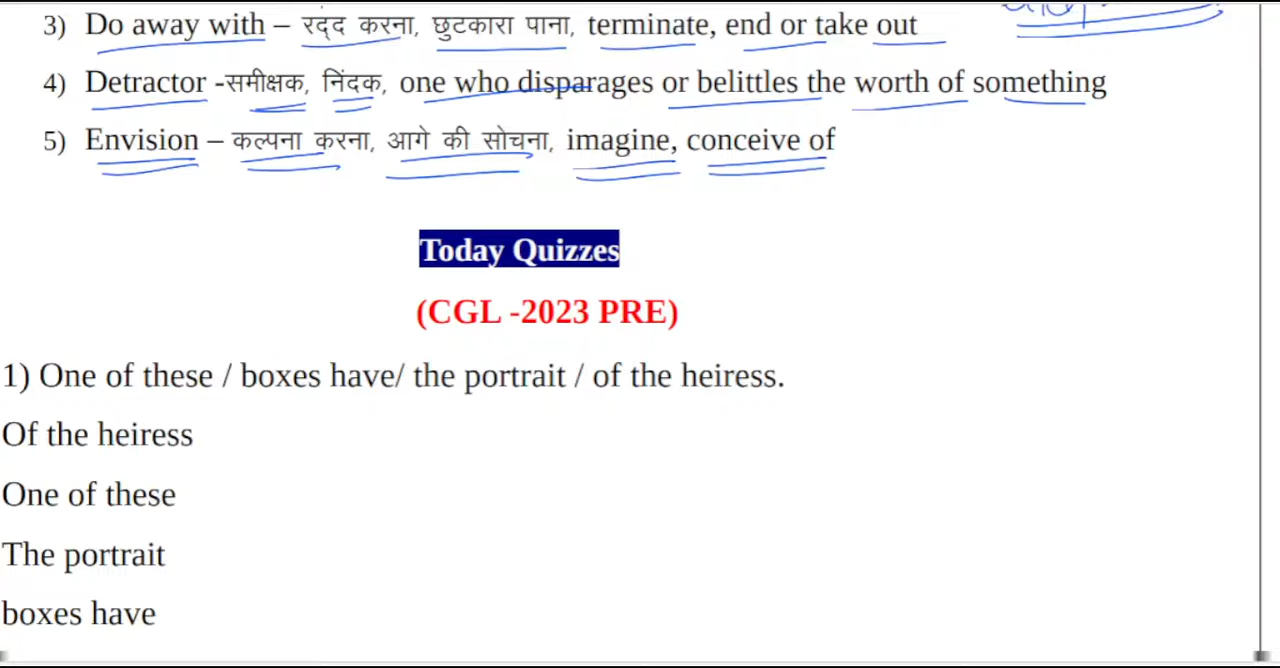 3) Do away with – रद्द करना, छुटकारा पाना, terminate, end or take out
4) Detractor -समीक्षक, निंदक, one who disparages or belittles the worth of something
5) Envision – कल्पना करना, आगे की सोचना, imagine, conceive of
Today Quizzes
(CGL -2023 PRE)
1) One of these / boxes have/ the portrait / of the heiress.
Of the heiress
One of these
The portrait
boxes have